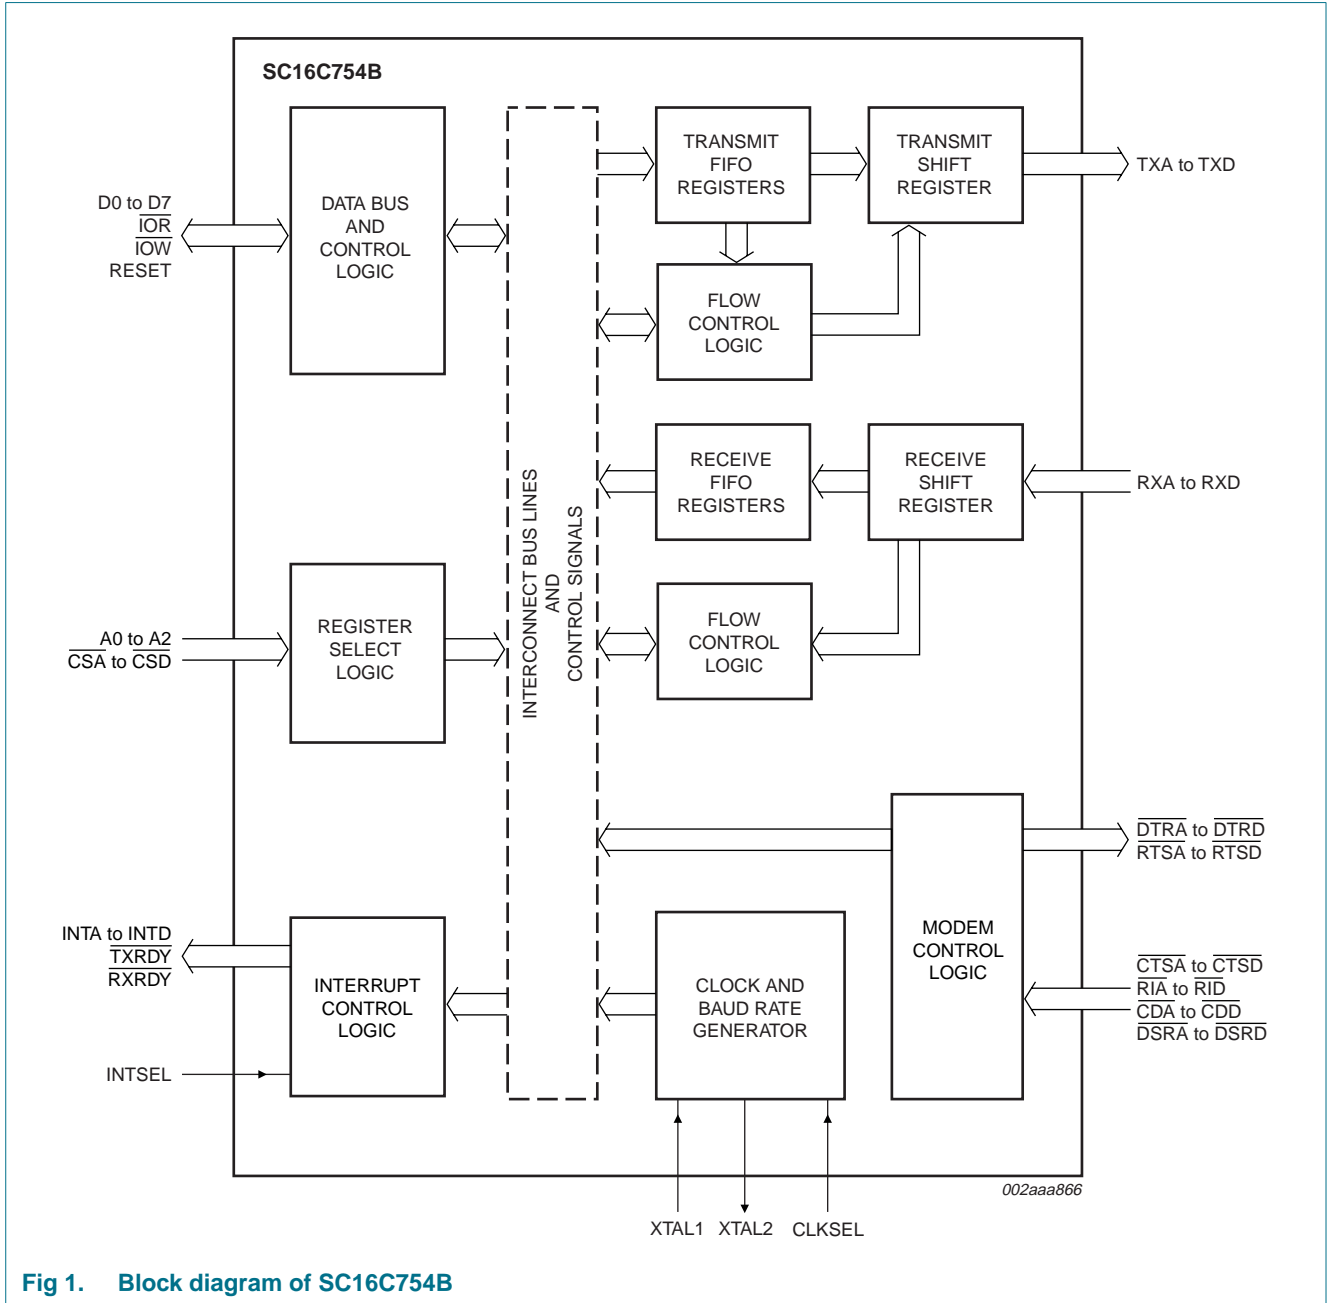 SC16C754B
D0 to D7
IOR
IOW
RESET
DATA BUS
AND
CONTROL
LOGIC
TRANSMIT
FIFO
REGISTERS
TRANSMIT
SHIFT
REGISTER
TXA to TXD
FLOW
CONTROL
LOGIC
INTERCONNECT BUS LINES
AND
CONTROL SIGNALS
RECEIVE
FIFO
REGISTERS
RECEIVE
SHIFT
REGISTER
RXA to RXD
A0 to A2
CSA to CSD
REGISTER
SELECT
LOGIC
FLOW
CONTROL
LOGIC
DTRA to DTRD
RTSA to RTSD
INTA to INTD
TXRDY
RXRDY
INTSEL
INTERRUPT
CONTROL
LOGIC
CLOCK AND
BAUD RATE
GENERATOR
MODEM
CONTROL
LOGIC
CTSA to CTSD
RIA to RID
CDA to CDD
DSRA to DSRD
XTAL1 XTAL2 CLKSEL
002aaa866
Fig 1. Block diagram of SC16C754B